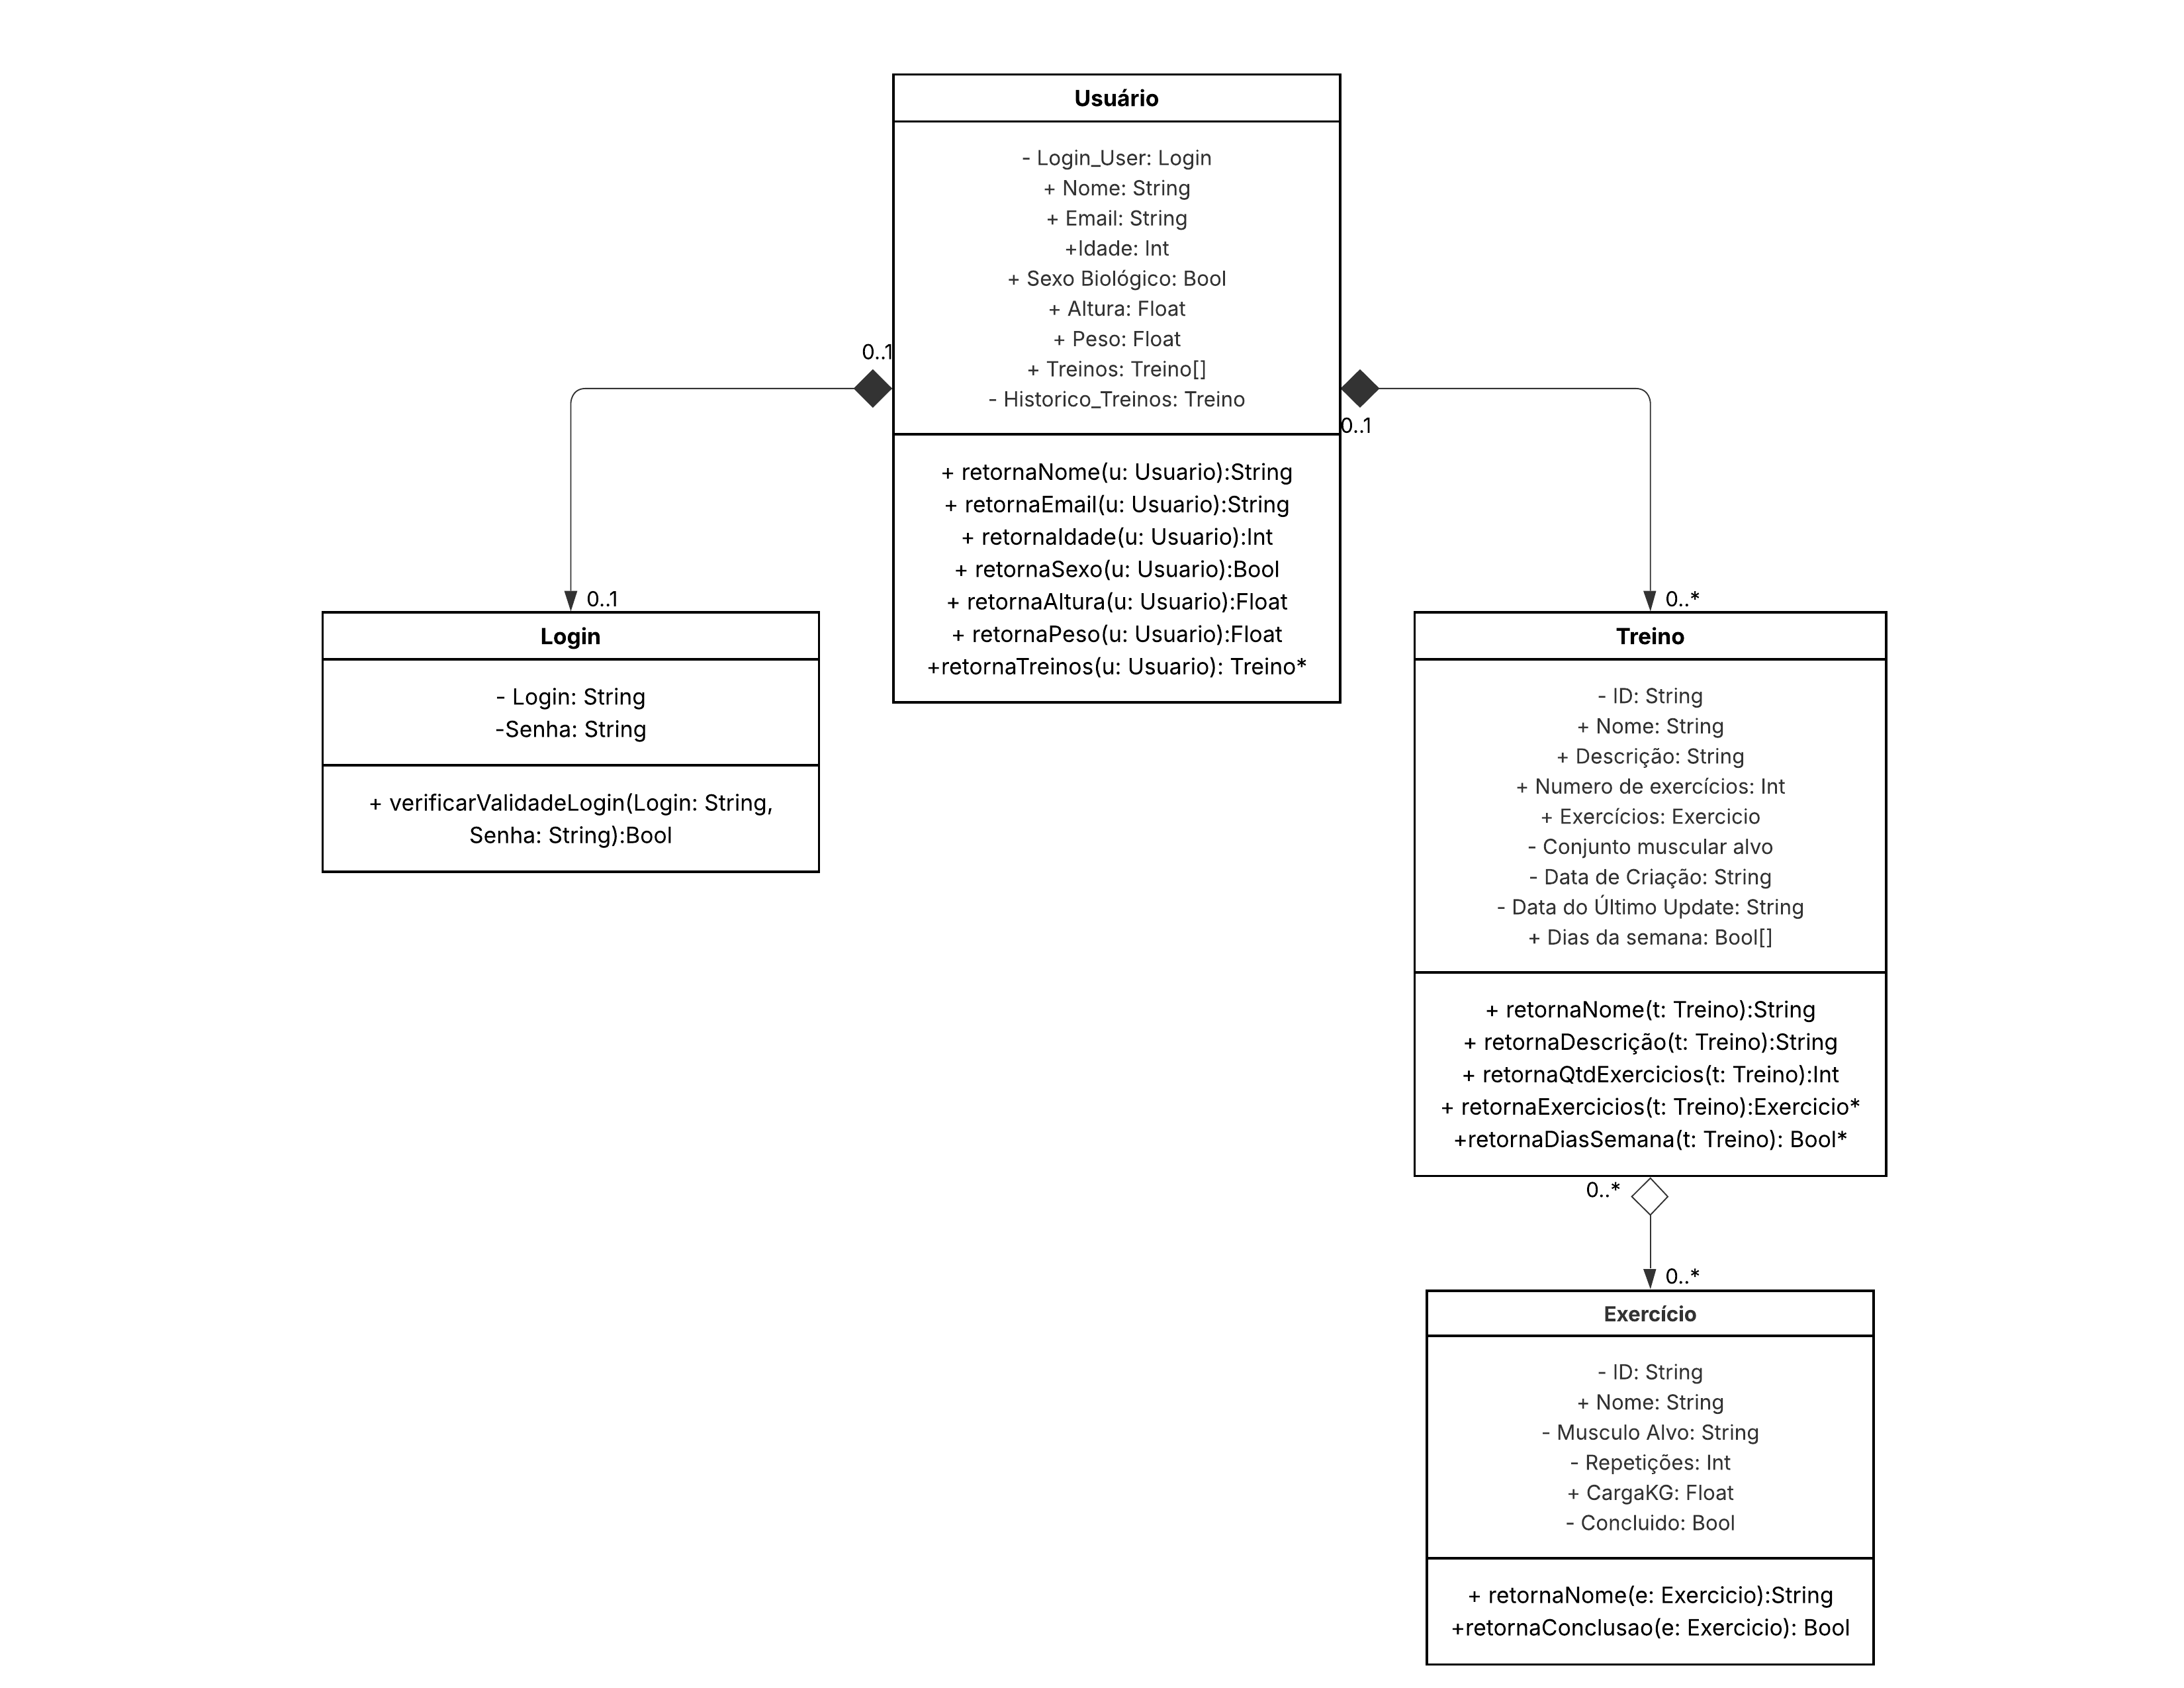 Usuário
- Login_User: Login
+ Nome: String
+ Email: String
+Idade: Int
+ Sexo Biológico: Bool
+ Altura: Float
+ Peso: Float
+ Treinos: Treino[]
- Historico_Treinos: Treino
+ retornaNome(u: Usuario):String
+ retornaEmail(u: Usuario):String
+ retornaIdade(u: Usuario):Int
+ retornaSexo(u: Usuario):Bool
+ retornaAltura(u: Usuario):Float
+ retornaPeso(u: Usuario):Float
+retornaTreinos(u: Usuario): Treino*
0..1
0..1
0..1
Login
- Login: String
-Senha: String
+ verificarValidadeLogin(Login: String,
Senha: String):Bool
0..*
Treino
- ID: String
+ Nome: String
+ Descrição: String
+ Numero de exercícios: Int
+ Exercícios: Exercicio
- Conjunto muscular alvo
- Data de Criação: String
- Data do Último Update: String
+ Dias da semana: Bool[]
+ retornaNome(t: Treino):String
+ retornaDescrição(t: Treino):String
+ retornaQtdExercicios(t: Treino):Int
+ retornaExercicios(t: Treino):Exercicio*
+retornaDiasSemana(t: Treino): Bool*
0..*
0..*
Exercício
- ID: String
+ Nome: String
- Musculo Alvo: String
- Repetições: Int
+ CargaKG: Float
- Concluido: Bool
+ retornaNome(e: Exercicio):String
+retornaConclusao(e: Exercicio): Bool